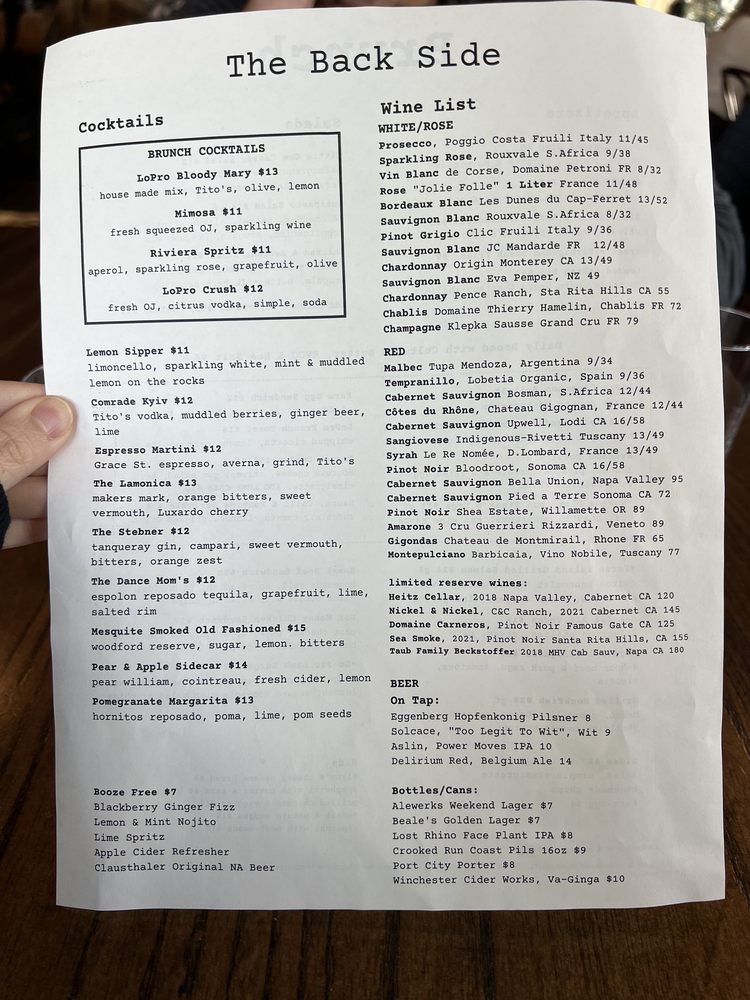 The Back Side
Cocktails
BRUNCH COCKTAILS
LoPro Bloody Mary $13
house made mix, Tito's, olive, lemon
Mimosa $11
fresh squeezed OJ, sparkling wine
Riviera Spritz $11
aperol, sparkling rose, grapefruit, olive
LoPro Crush $12
fresh OJ, citrus vodka, simple, soda
Lemon Sipper $11
limoncello, sparkling white, mint & muddled
lemon on the rocks
Comrade Kyiv $12
Tito's vodka, muddled berries, ginger beer,
lime
Espresso Martini $12
Grace St. espresso, averna, grind, Tito's
The Lamonica $13
makers mark, orange bitters, sweet
vermouth, Luxardo cherry
The Stebner $12
tanqueray gin, campari, sweet vermouth,
bitters, orange zest
The Dance Mom's $12
espolon reposado tequila, grapefruit, lime,
salted rim
Mesquite Smoked Old Fashioned $15
woodford reserve, sugar, lemon. bitters
Pear & Apple Sidecar $14
pear william, cointreau, fresh cider, lemon
Pomegranate Margarita $13
hornitos reposado, poma, lime, pom seeds
Booze Free $7
Blackberry Ginger Fizz
Lemon & Mint Nojito
Lime Spritz
Apple Cider Refresher
Clausthaler Original NA Beer
Wine List
WHITE/ROSE
Prosecco, Poggio Costa Fruili Italy 11/45
Sparkling Rose, Rouxvale S.Africa 9/38
Vin Blanc de Corse, Domaine Petroni FR 8/32
Rose "Jolie Folle" 1 Liter France 11/48
Bordeaux Blanc Les Dunes du Cap-Ferret 13/52
Sauvignon Blanc Rouxvale S.Africa 8/32
Pinot Grigio Clic Fruili Italy 9/36
Sauvignon Blanc JC Mandarde FR 12/48
Chardonnay Origin Monterey CA 13/49
Sauvignon Blanc Eva Pemper, NZ 49
Chardonnay Pence Ranch, Sta Rita Hills CA 55
Chablis Domaine Thierry Hamelin, Chablis FR 72
Champagne Klepka Sausse Grand Cru FR 79
RED
Malbec Tupa Mendoza, Argentina 9/34
Tempranillo, Lobetia Organic, Spain 9/36
Cabernet Sauvignon Bosman, S.Africa 12/44
Côtes du Rhône, Chateau Gigognan, France 12/44
Cabernet Sauvignon Upwell, Lodi CA 16/58
Sangiovese Indigenous-Rivetti Tuscany 13/49
Syrah Le Re Nomée, D.Lombard, France 13/49
Pinot Noir Bloodroot, Sonoma CA 16/58
Cabernet Sauvignon Bella Union, Napa Valley 95
Cabernet Sauvignon Pied a Terre Sonoma CA 72
Pinot Noir Shea Estate, Willamette OR 89
Amarone 3 Cru Guerrieri Rizzardi, Veneto 89
Gigondas Chateau de Montmirail, Rhone FR 65
Montepulciano Barbicaia, Vino Nobile, Tuscany 77
limited reserve wines:
Heitz Cellar, 2018 Napa Valley, Cabernet CA 120
Nickel & Nickel, C&C Ranch, 2021 Cabernet CA 145
Domaine Carneros, Pinot Noir Famous Gate CA 125
Sea Smoke, 2021, Pinot Noir Santa Rita Hills, CA 155
Taub Family Beckstoffer 2018 MHV Cab Sauv, Napa CA 180
BEER
On Tap:
Eggenberg Hopfenkonig Pilsner 8
Solcace, "Too Legit To Wit", Wit 9
Aslin, Power Moves IPA 10
Delirium Red, Belgium Ale 14
Bottles/Cans:
Alewerks Weekend Lager $7
Beale's Golden Lager $7
Lost Rhino Face Plant IPA $8
Crooked Run Coast Pils 16oz $9
Port City Porter $8
Winchester Cider Works, Va-Ginga $10